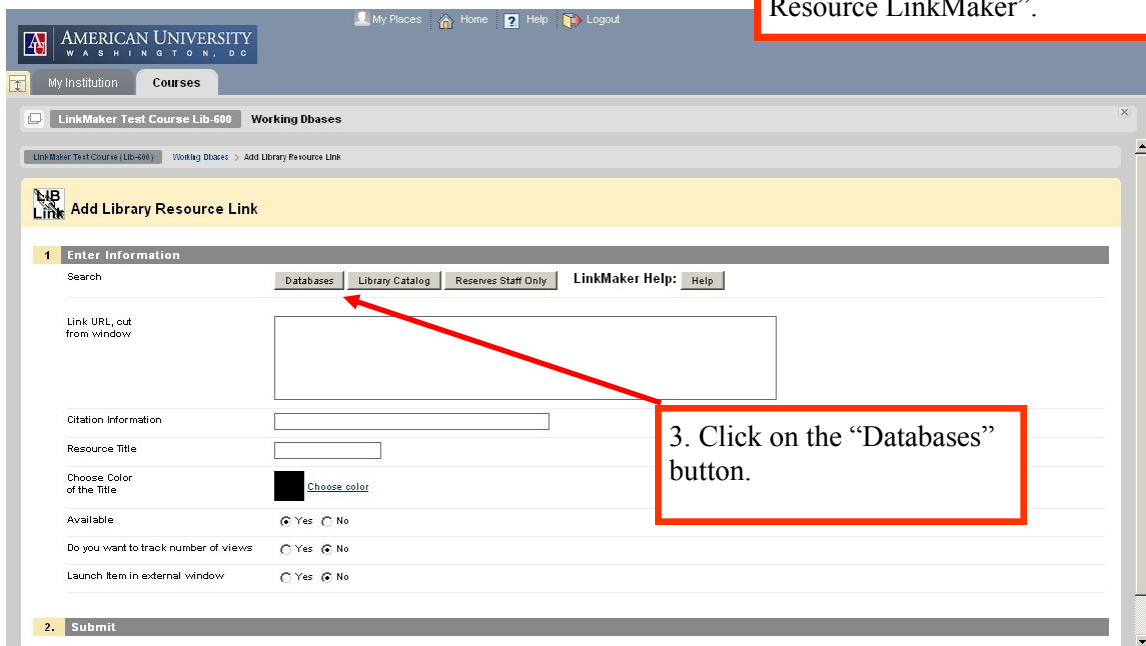 Resource LinkMaker”.
My Places Home ? Help Logout
AMERICAN UNIVERSITY
WASHINGTON, DC
My Institution Courses
LinkMaker Test Course Lib-600 Working Dbases
LinkMaker Test Course (Lib-600) Working Dbases > Add Library Resource Link
LIB Link Add Library Resource Link
1 Enter Information
Search Databases Library Catalog Reserves Staff Only LinkMaker Help: Help
Link URL, cut
from window
Citation Information
3. Click on the “Databases”
button.
Resource Title
Choose Color
of the Title
Choose color
Available Yes No
Do you want to track number of views Yes No
Launch Item in external window Yes No
2. Submit